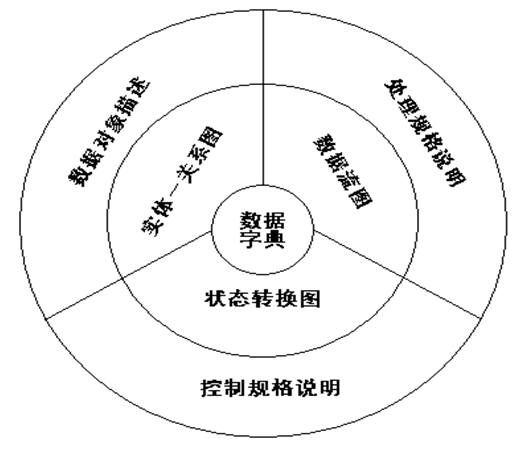 数据对象描述
处理规格说明
实体－关系图
数据流图
数据
字典
状态转换图
控制规格说明